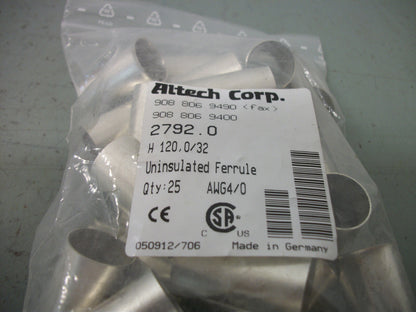 Altech Corp.
908 806 9490 <fax>
908 806 9400
2792.0
H 120.0/32
Uninsulated Ferrule
Qty:25 AWG4/0
CE
SA
C US
050912/706 Made in Germany